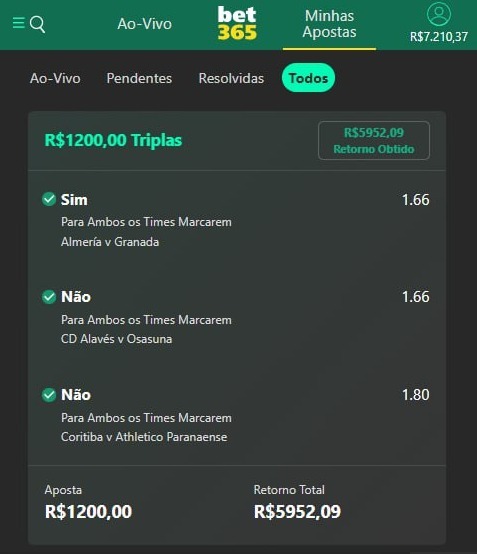 Ao-Vivo
bet
365
Minhas
Apostas
R$7.210,37
Ao-Vivo Pendentes Resolvidas Todos
R$1200,00 Triplas
R$5952,09
Retorno Obtido
Sim 1.66
Para Ambos os Times Marcarem
Almería v Granada
Não 1.66
Para Ambos os Times Marcarem
CD Alavés v Osasuna
Não 1.80
Para Ambos os Times Marcarem
Coritiba v Athletico Paranaense
Aposta Retorno Total
R$1200,00 R$5952,09